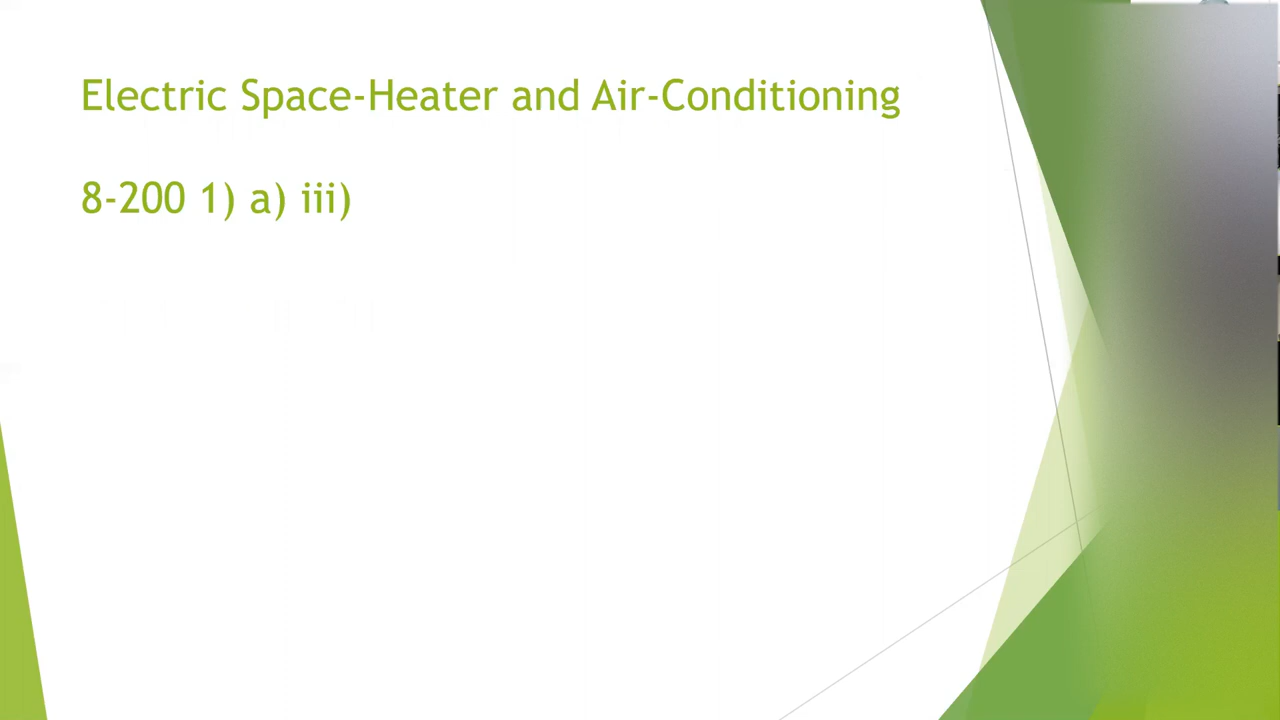 Electric Space-Heater and Air-Conditioning
8-200 1) a) iii)